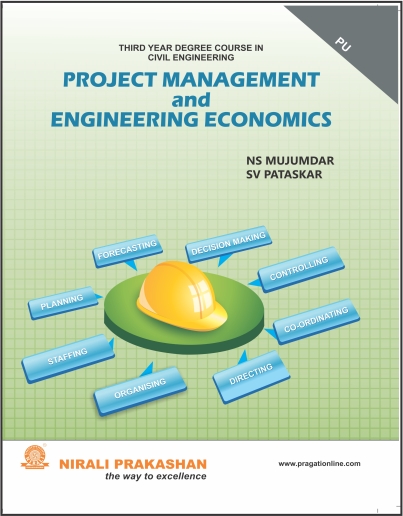 PU
THIRD YEAR DEGREE COURSE IN
CIVIL ENGINEERING
PROJECT MANAGEMENT
and
ENGINEERING ECONOMICS
NS MUJUMDAR
SV PATASKAR
FORECASTING
DECISION MAKING
CONTROLLING
PLANNING
CO-ORDINATING
STAFFING
ORGANISING
DIRECTING
NIRALI PRAKASHAN
the way to excellence
www.pragationline.com